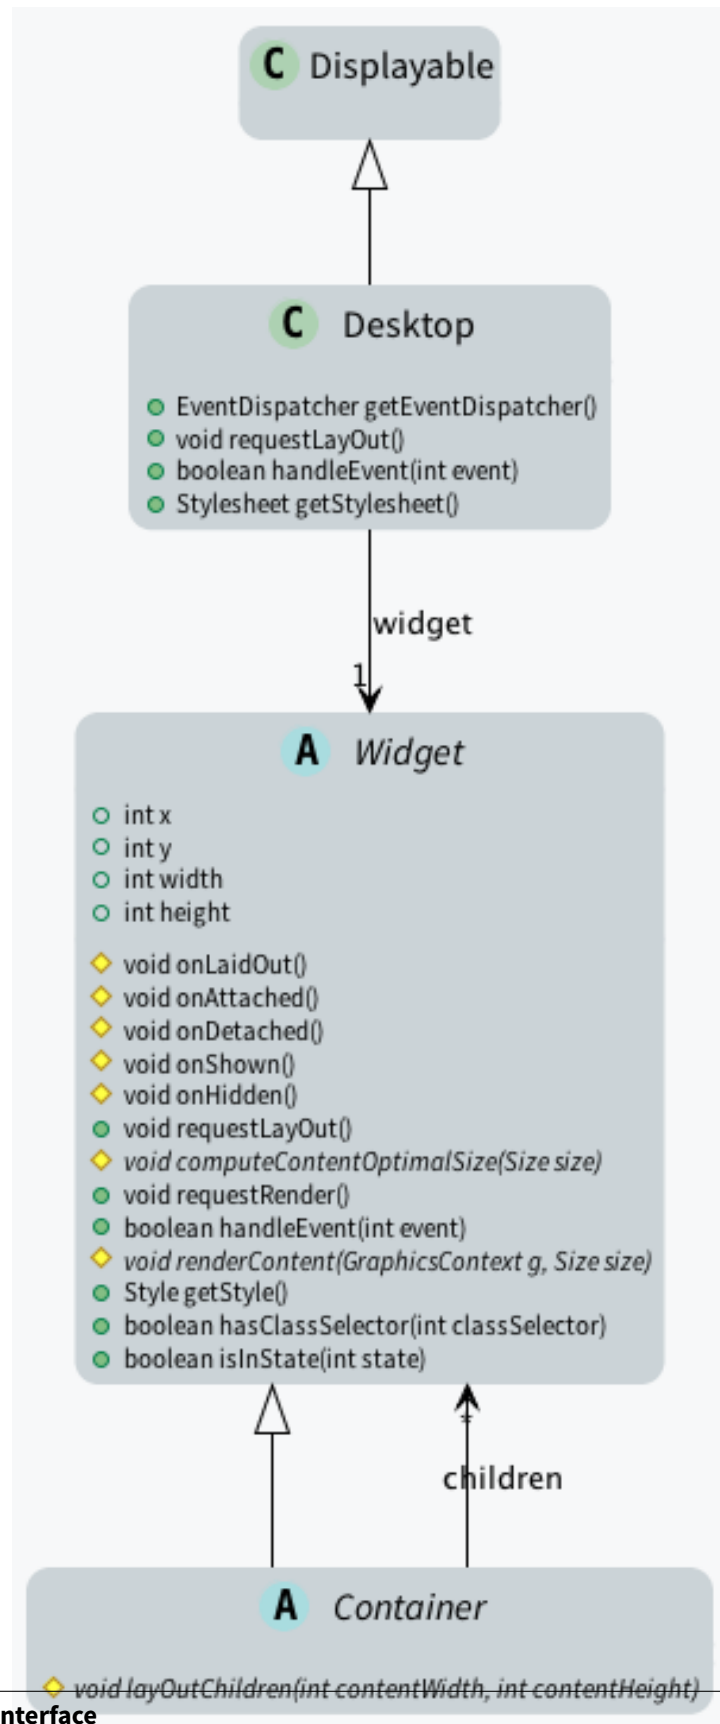 C Displayable
C Desktop
EventDispatcher getEventDispatcher()
void requestLayOut()
boolean handleEvent(int event)
Stylesheet getStylesheet()
widget
1
A Widget
int x
int y
int width
int height
void onLaidOut()
void onAttached()
void onDetached()
void onShown()
void onHidden()
void requestLayOut()
void computeContentOptimalSize(Size size)
void requestRender()
boolean handleEvent(int event)
void renderContent(GraphicsContext g, Size size)
Style getStyle()
boolean hasClassSelector(int classSelector)
boolean isInState(int state)
*
children
A Container
void layOutChildren(int contentWidth, int contentHeight)
nterface